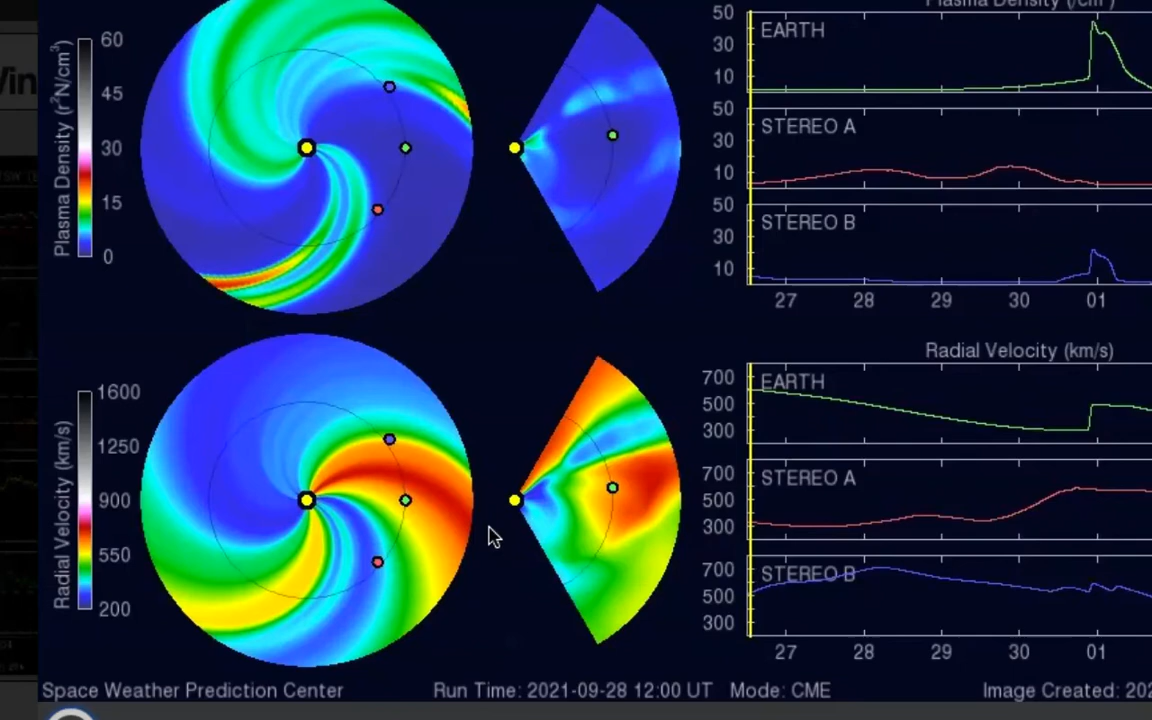 Plasma Density (/cm³)
Plasma Density (r²N/cm³)
60
45
30
15
0
50
30
10
EARTH
50
30
10
STEREO A
50
30
10
STEREO B
27 28 29 30 01
Radial Velocity (km/s)
Radial Velocity (km/s)
1600
1250
900
550
200
700
500
300
EARTH
700
500
300
STEREO A
700
500
300
STEREO B
27 28 29 30 01
Space Weather Prediction Center Run Time: 2021-09-28 12:00 UT Mode: CME Image Created: 202